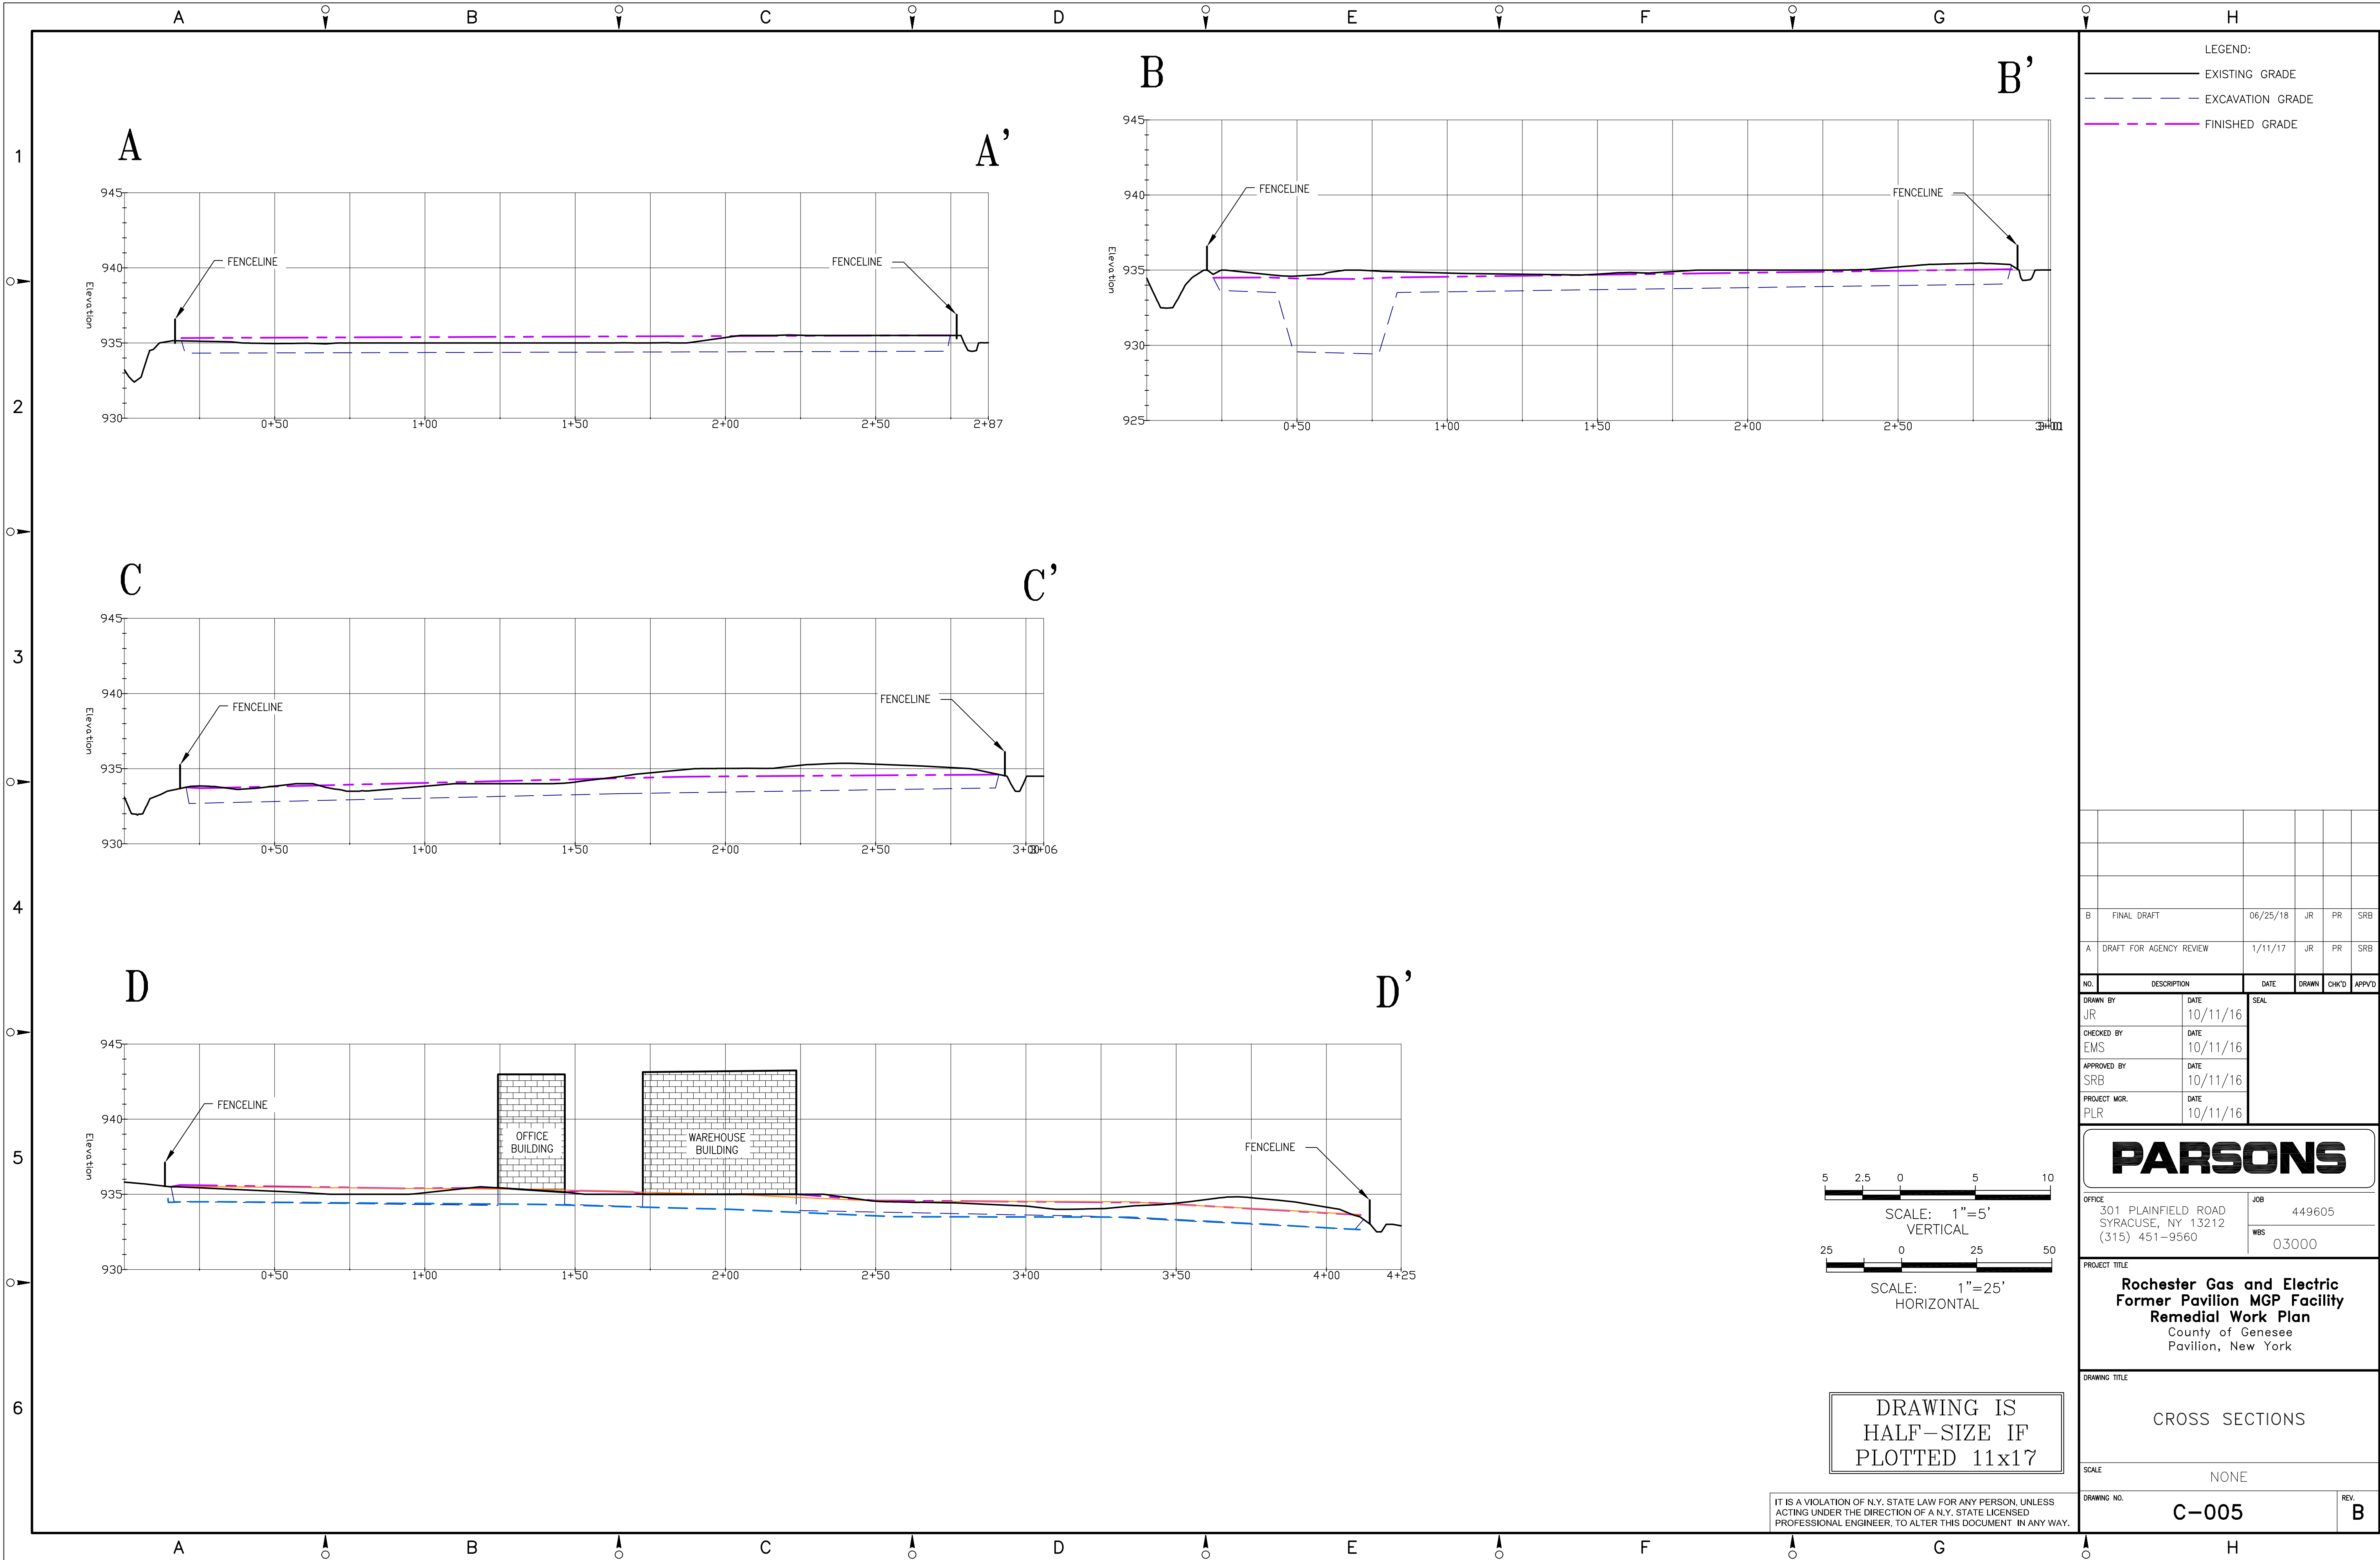 A B C D E F G H
A
A'
945
940
935
930
Elevation
FENCELINE
FENCELINE
0+50 1+00 1+50 2+00 2+50 2+87
B
B'
945
940
935
930
925
Elevation
FENCELINE
FENCELINE
0+50 1+00 1+50 2+00 2+50 3+01
C
C'
945
940
935
930
Elevation
FENCELINE
FENCELINE
0+50 1+00 1+50 2+00 2+50 3+00 3+06
D
D'
945
940
935
930
Elevation
FENCELINE
OFFICE
BUILDING
WAREHOUSE
BUILDING
FENCELINE
0+50 1+00 1+50 2+00 2+50 3+00 3+50 4+00 4+25
1
2
3
4
5
6
5 2.5 0 5 10
SCALE: 1"=5'
VERTICAL
25 0 25 50
SCALE: 1"=25'
HORIZONTAL
DRAWING IS
HALF-SIZE IF
PLOTTED 11x17
IT IS A VIOLATION OF N.Y. STATE LAW FOR ANY PERSON, UNLESS
ACTING UNDER THE DIRECTION OF A N.Y. STATE LICENSED
PROFESSIONAL ENGINEER, TO ALTER THIS DOCUMENT IN ANY WAY.
LEGEND:
EXISTING GRADE
EXCAVATION GRADE
FINISHED GRADE
B FINAL DRAFT 06/25/18 JR PR SRB
A DRAFT FOR AGENCY REVIEW 1/11/17 JR PR SRB
NO. DESCRIPTION DATE DRAWN CHK'D APPV'D
DRAWN BY DATE SEAL
JR 10/11/16
CHECKED BY DATE
EMS 10/11/16
APPROVED BY DATE
SRB 10/11/16
PROJECT MGR. DATE
PLR 10/11/16
PARSONS
OFFICE
301 PLAINFIELD ROAD
SYRACUSE, NY 13212
(315) 451-9560
JOB
449605
WBS
03000
PROJECT TITLE
Rochester Gas and Electric
Former Pavilion MGP Facility
Remedial Work Plan
County of Genesee
Pavilion, New York
DRAWING TITLE
CROSS SECTIONS
SCALE
NONE
DRAWING NO.
C-005
REV.
B
A B C D E F G H